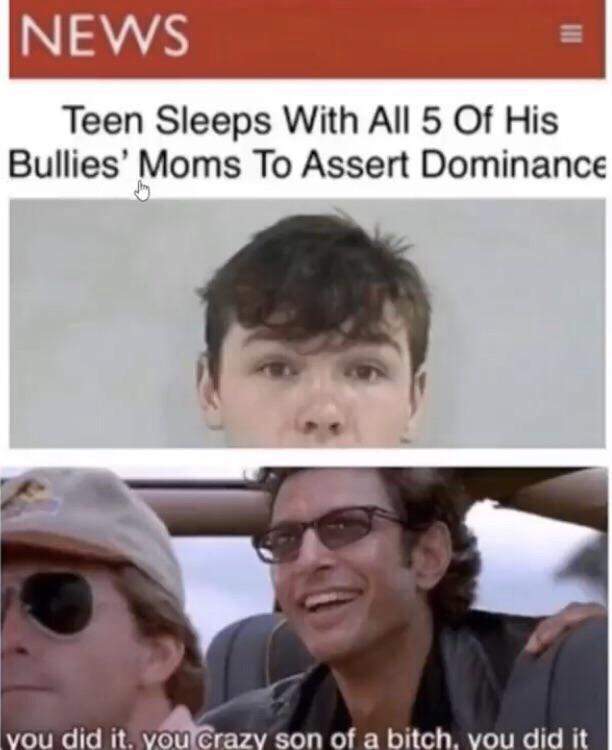 NEWS
Teen Sleeps With All 5 Of His
Bullies' Moms To Assert Dominance
you did it. you crazy son of a bitch. you did it